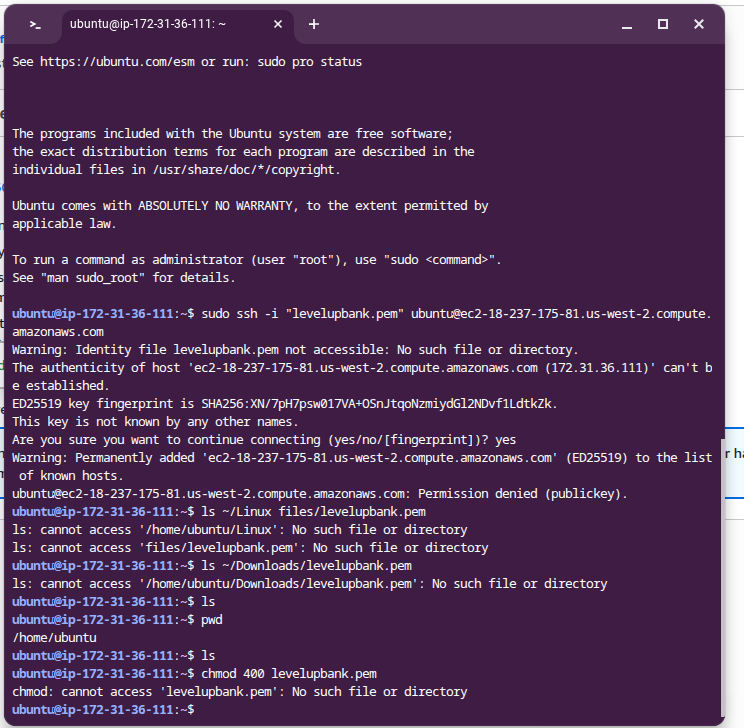 ubuntu@ip-172-31-36-111: ~
See https://ubuntu.com/esm or run: sudo pro status
The programs included with the Ubuntu system are free software;
the exact distribution terms for each program are described in the
individual files in /usr/share/doc/*/copyright.
Ubuntu comes with ABSOLUTELY NO WARRANTY, to the extent permitted by
applicable law.
To run a command as administrator (user "root"), use "sudo <command>".
See "man sudo_root" for details.
ubuntu@ip-172-31-36-111:~$ sudo ssh -i "levelupbank.pem" ubuntu@ec2-18-237-175-81.us-west-2.compute.
amazonaws.com
Warning: Identity file levelupbank.pem not accessible: No such file or directory.
The authenticity of host 'ec2-18-237-175-81.us-west-2.compute.amazonaws.com (172.31.36.111)' can't b
e established.
ED25519 key fingerprint is SHA256:XN/7pH7psw017VA+OSnJtqoNzmiydGl2NDvf1LdtkZk.
This key is not known by any other names.
Are you sure you want to continue connecting (yes/no/[fingerprint])? yes
Warning: Permanently added 'ec2-18-237-175-81.us-west-2.compute.amazonaws.com' (ED25519) to the list
of known hosts.
ubuntu@ec2-18-237-175-81.us-west-2.compute.amazonaws.com: Permission denied (publickey).
ubuntu@ip-172-31-36-111:~$ ls ~/Linux files/levelupbank.pem
ls: cannot access '/home/ubuntu/Linux': No such file or directory
ls: cannot access 'files/levelupbank.pem': No such file or directory
ubuntu@ip-172-31-36-111:~$ ls ~/Downloads/levelupbank.pem
ls: cannot access '/home/ubuntu/Downloads/levelupbank.pem': No such file or directory
ubuntu@ip-172-31-36-111:~$ ls
ubuntu@ip-172-31-36-111:~$ pwd
/home/ubuntu
ubuntu@ip-172-31-36-111:~$ ls
ubuntu@ip-172-31-36-111:~$ chmod 400 levelupbank.pem
chmod: cannot access 'levelupbank.pem': No such file or directory
ubuntu@ip-172-31-36-111:~$